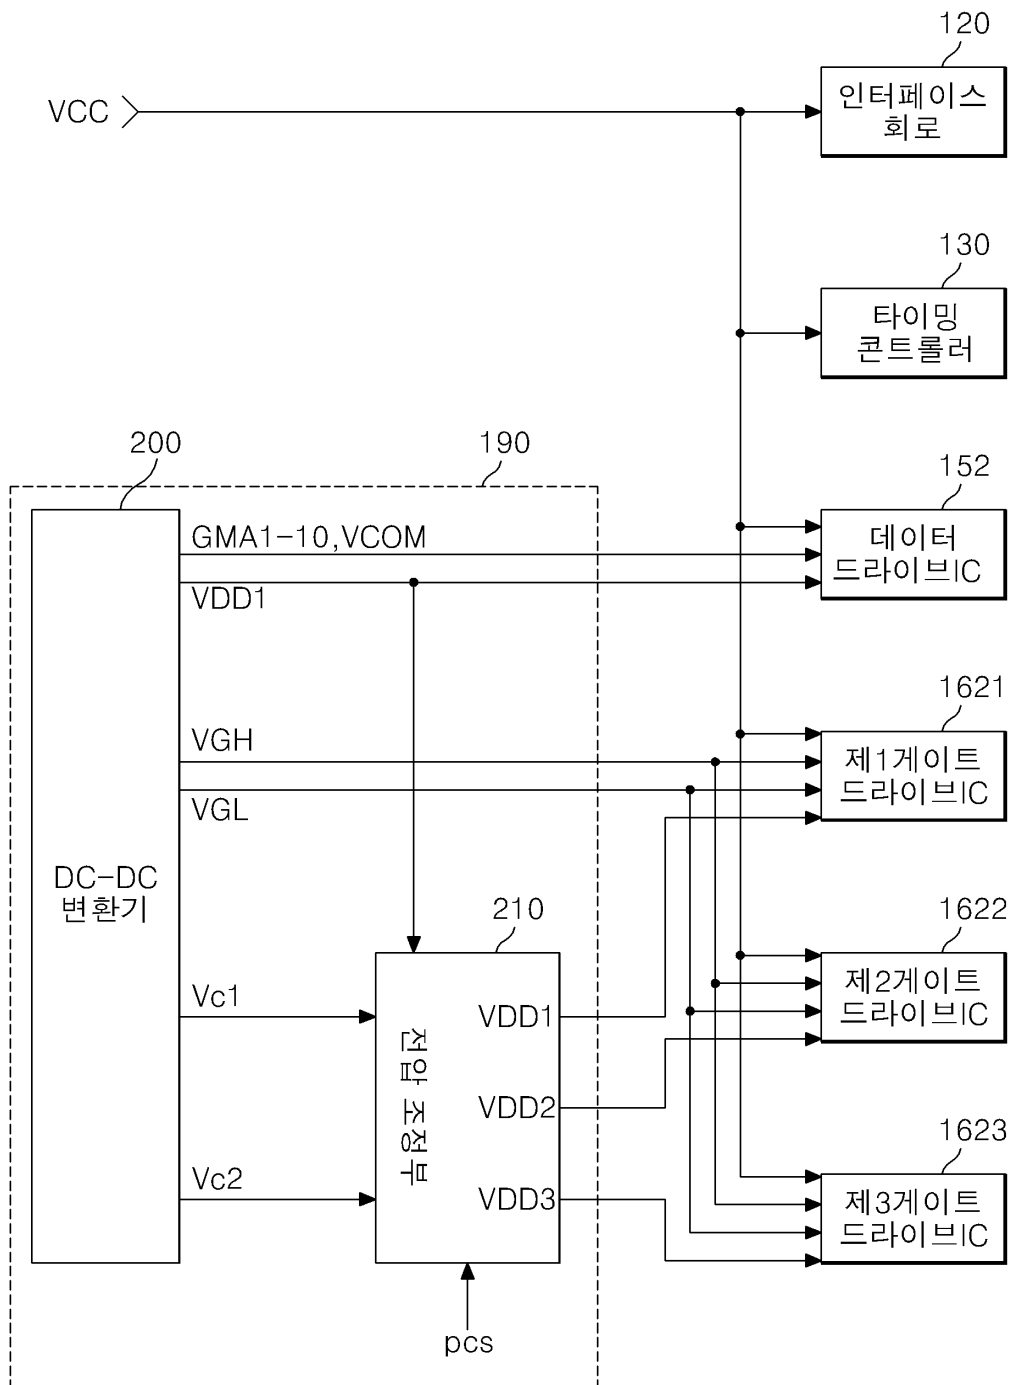 120
VCC
인터페이스
회로
130
타이밍
콘트롤러
200
190
152
GMA1-10,VCOM
데이터
드라이브IC
VDD1
1621
VGH
제1게이트
드라이브IC
VGL
DC-DC
변환기
210
1622
제2게이트
드라이브IC
Vc1
VDD1
전압 조정부
VDD2
1623
Vc2
VDD3
제3게이트
드라이브IC
pcs